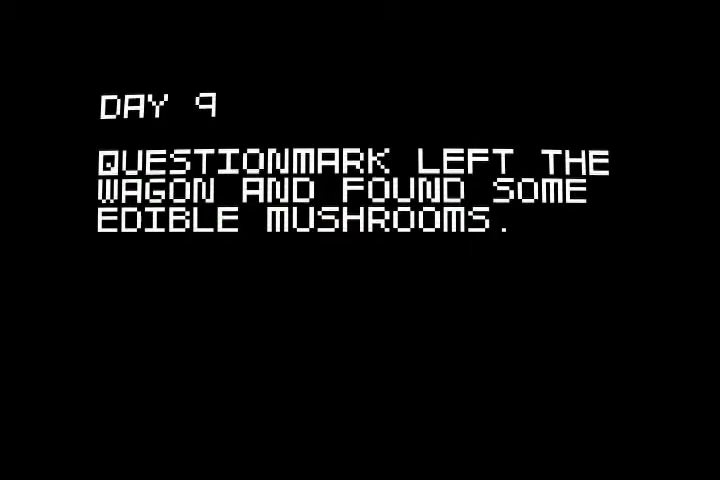 DAY 9
QUESTIONMARK LEFT THE
WAGON AND FOUND SOME
EDIBLE MUSHROOMS.